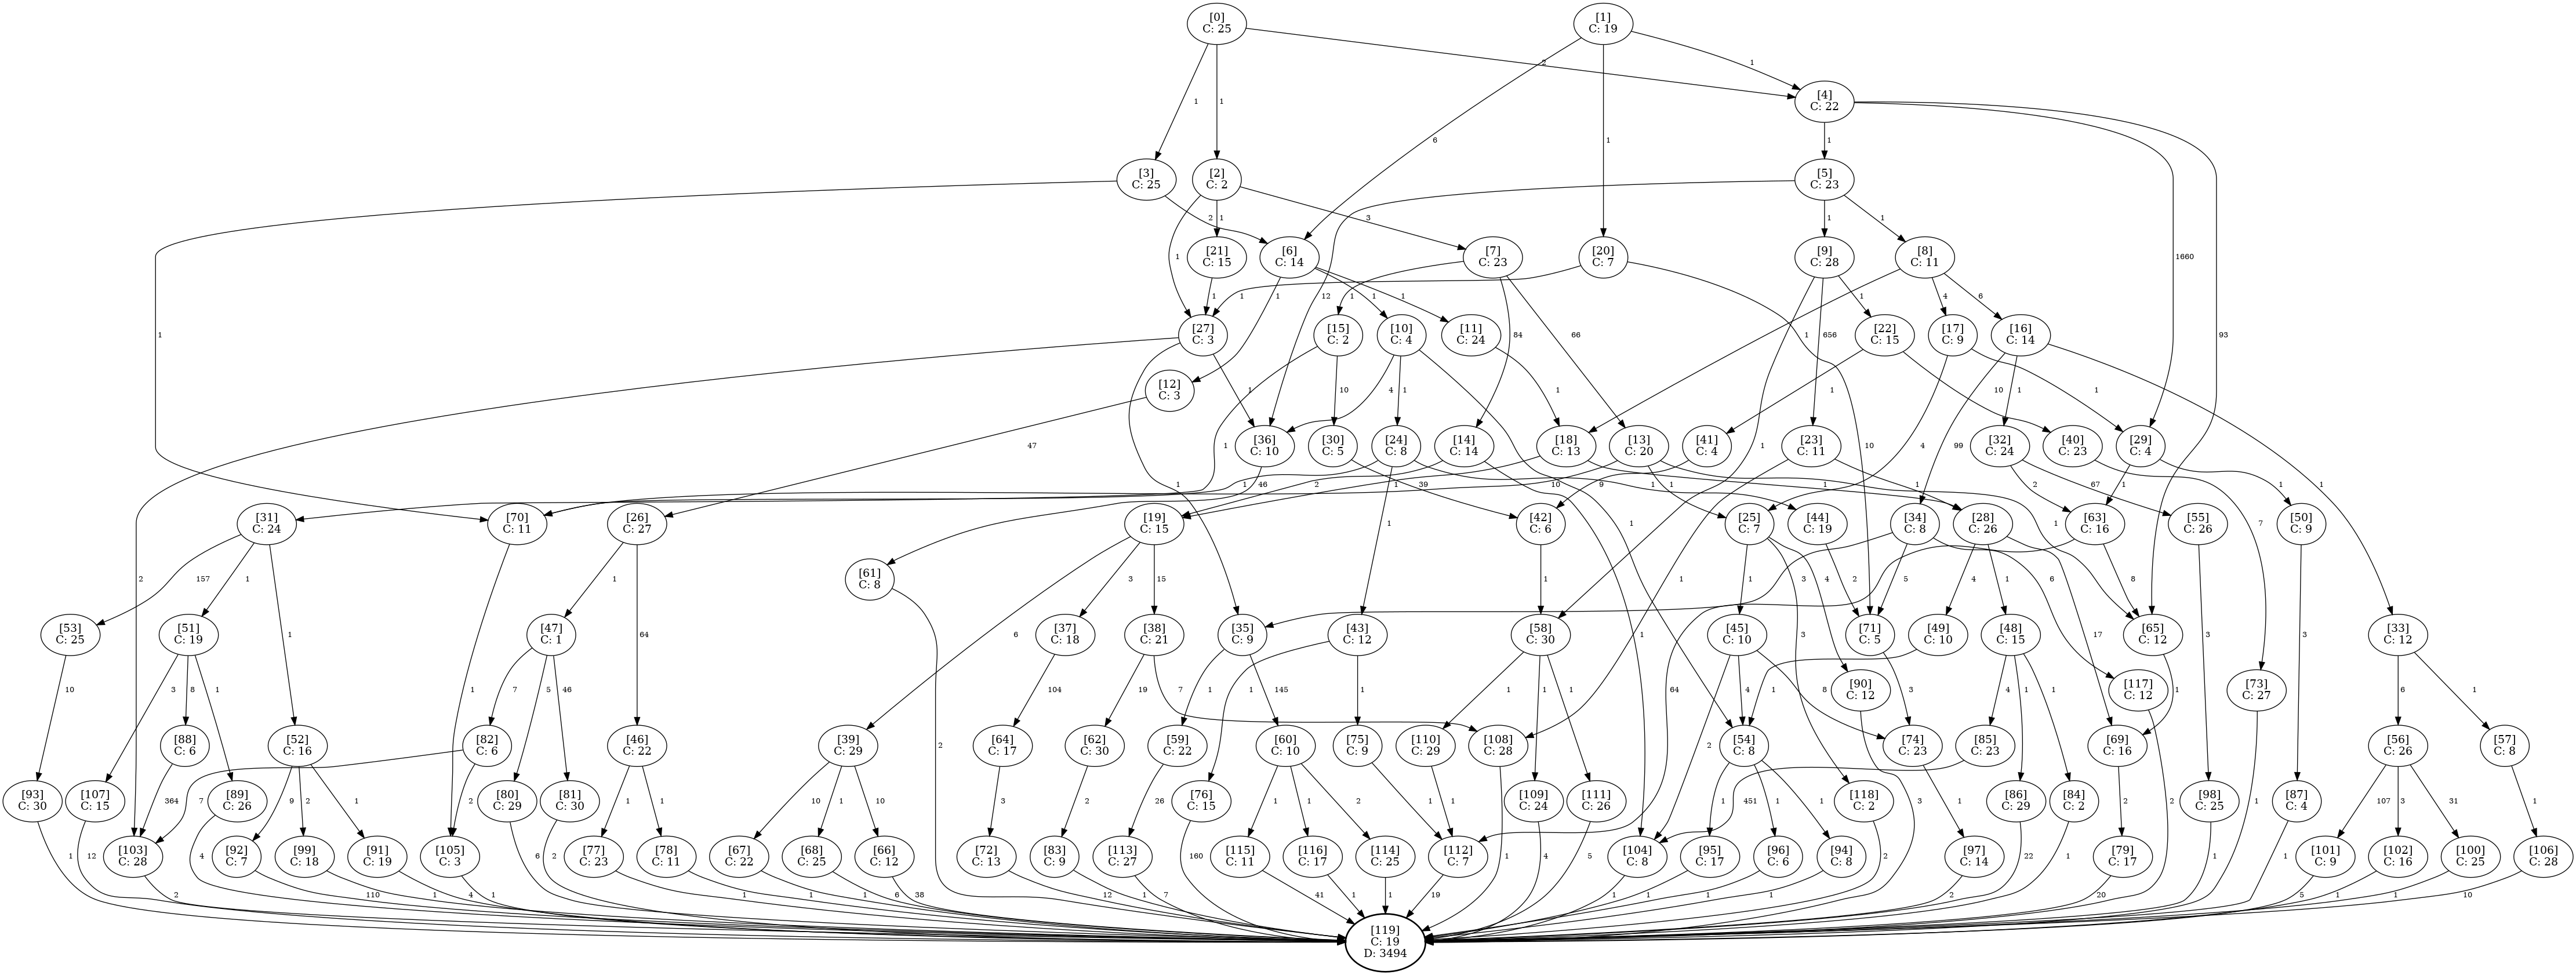 [0]
C: 25
[1]
C: 19
2
1
[4]
C: 22
1
1
6
1
1
[3]
C: 25
[2]
C: 2
[5]
C: 23
2
1
3
1
1
1660
[21]
C: 15
[6]
C: 14
[7]
C: 23
[20]
C: 7
[9]
C: 28
[8]
C: 11
1
1
1
1
1
12
1
1
1
4
6
[27]
C: 3
[15]
C: 2
[10]
C: 4
[11]
C: 24
[22]
C: 15
[17]
C: 9
[16]
C: 14
1
84
66
656
1
93
[12]
C: 3
1
10
4
1
1
1
10
1
1
[36]
C: 10
[30]
C: 5
[24]
C: 8
[14]
C: 14
[18]
C: 13
[13]
C: 20
[41]
C: 4
[23]
C: 11
[32]
C: 24
[40]
C: 23
[29]
C: 4
47
1
10
1
4
99
1
46
39
2
1
10
1
9
1
1
1
2
67
1
1
1
[31]
C: 24
[70]
C: 11
[26]
C: 27
[19]
C: 15
[42]
C: 6
[25]
C: 7
[44]
C: 19
[34]
C: 8
[28]
C: 26
[63]
C: 16
[55]
C: 26
[50]
C: 9
1
1
1
1
7
157
1
2
[61]
C: 8
3
15
1
1
3
4
2
5
4
1
6
8
1
64
6
1
[53]
C: 25
[51]
C: 19
[47]
C: 1
[37]
C: 18
[38]
C: 21
[35]
C: 9
[43]
C: 12
[58]
C: 30
[45]
C: 10
[71]
C: 5
[49]
C: 10
[48]
C: 15
[65]
C: 12
[33]
C: 12
17
3
3
10
3
8
1
7
5
46
104
19
7
1
145
1
1
1
1
1
4
8
3
1
4
1
1
1
6
1
[90]
C: 12
[117]
C: 12
[73]
C: 27
2
1
2
64
3
[88]
C: 6
[52]
C: 16
[82]
C: 6
[46]
C: 22
[39]
C: 29
[64]
C: 17
[62]
C: 30
[59]
C: 22
[60]
C: 10
[75]
C: 9
[110]
C: 29
[108]
C: 28
[54]
C: 8
[74]
C: 23
[85]
C: 23
[69]
C: 16
[56]
C: 26
[57]
C: 8
[93]
C: 30
[107]
C: 15
364
[89]
C: 26
9
2
1
7
2
[80]
C: 29
[81]
C: 30
1
1
10
1
10
3
2
26
[76]
C: 15
1
1
2
1
1
[109]
C: 24
[111]
C: 26
451
1
1
1
[118]
C: 2
3
1
[86]
C: 29
[84]
C: 2
2
2
[98]
C: 25
1
[87]
C: 4
107
3
31
1
[103]
C: 28
[92]
C: 7
[99]
C: 18
[91]
C: 19
[105]
C: 3
[77]
C: 23
[78]
C: 11
[67]
C: 22
[68]
C: 25
[66]
C: 12
[72]
C: 13
[83]
C: 9
[113]
C: 27
[115]
C: 11
[116]
C: 17
[114]
C: 25
[112]
C: 7
[104]
C: 8
[95]
C: 17
[96]
C: 6
[94]
C: 8
[97]
C: 14
[79]
C: 17
[101]
C: 9
[102]
C: 16
[100]
C: 25
[106]
C: 28
1
12
4
6
2
160
1
4
5
2
22
1
1
1
2
110
1
4
1
1
1
1
6
38
12
1
7
41
1
1
19
1
1
1
1
2
20
5
1
1
10
[119]
C: 19
D: 3494